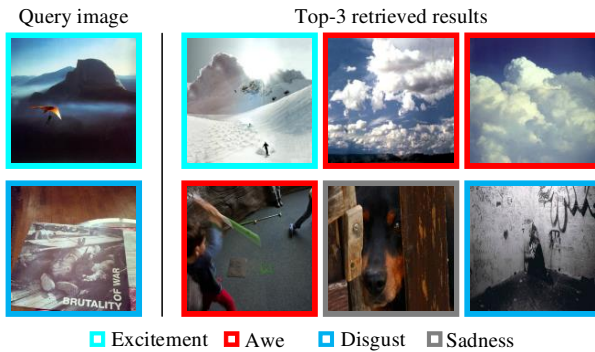 Query image
Top-3 retrieved results
BRUTALITY
OF WAR
Excitement
Awe
Disgust
Sadness